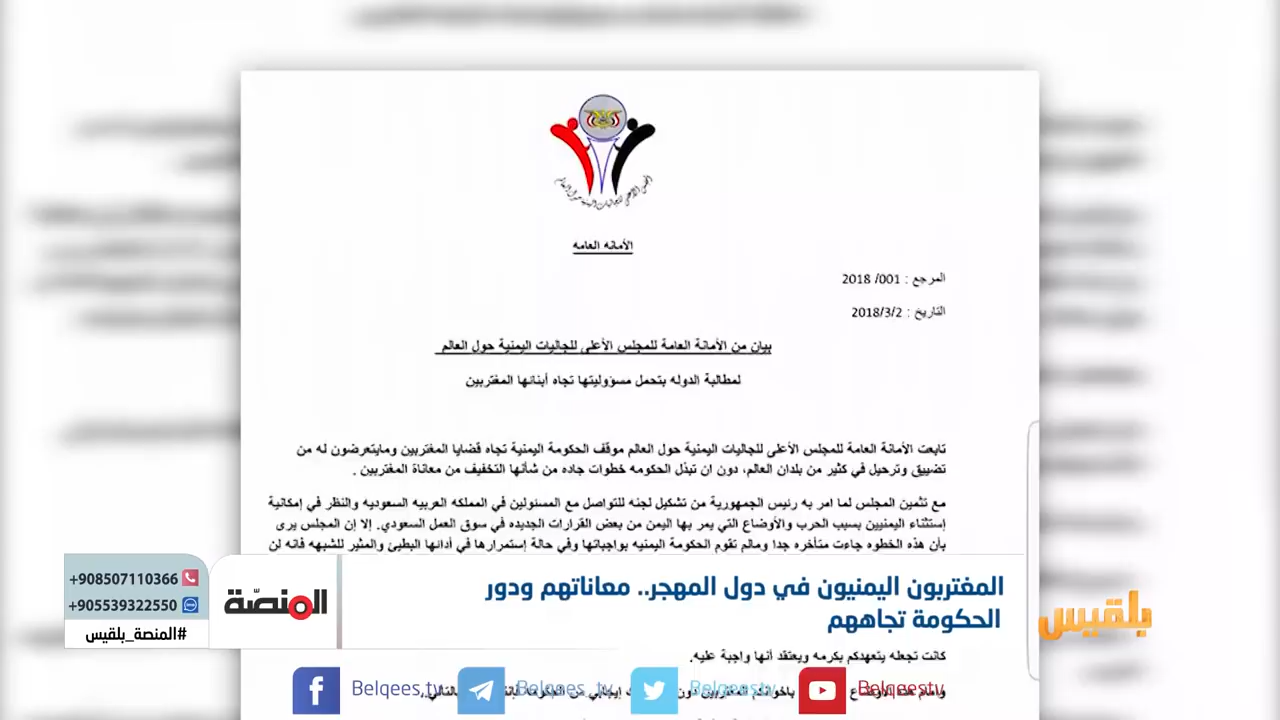 الأمانه العامه
المرجع : 001/ 2018
التاريخ : 2018/3/2
بيان من الأمانة العامة للمجلس الأعلى للجاليات اليمنية حول العالم
لمطالبة الدوله بتحمل مسؤوليتها تجاه أبنائها المغتربين
تابعت الأمانة العامة للمجلس الأعلى للجاليات اليمنية حول العالم موقف الحكومة اليمنية تجاه قضايا المغتربين ومايتعرضون له من
تضييق وترحيل في كثير من بلدان العالم، دون ان تبذل الحكومه خطوات جاده من شأنها التخفيف من معاناة المغتربين .
مع تثمين المجلس لما امر به رئيس الجمهورية من تشكيل لجنه للتواصل مع المسئولين في المملكه العربيه السعوديه والنظر في إمكانية
إستثناء اليمنيين بسبب الحرب والأوضاع التي يمر بها اليمن من بعض القرارات الجديده في سوق العمل السعودي. إلا إن المجلس يرى
بأن هذه الخطوه جاءت متأخره جدا ومالم تقوم الحكومة اليمنيه بواجباتها وفي حالة إستمرارها في أدائها البطيئ والمثير للشبهه فانه لن
المغتربون اليمنيون في دول المهجر.. معاناتهم ودور
الحكومة تجاههم
المنصّة
+908507110366
+905539322550
#المنصة_بلقيس
بلقيس
كانت تجعله يتعهدكم بكرمه ويعتقد أنها واجبة عليه.
Belqees.tv
Belqees_tv
Belqeestv
Belqeestv